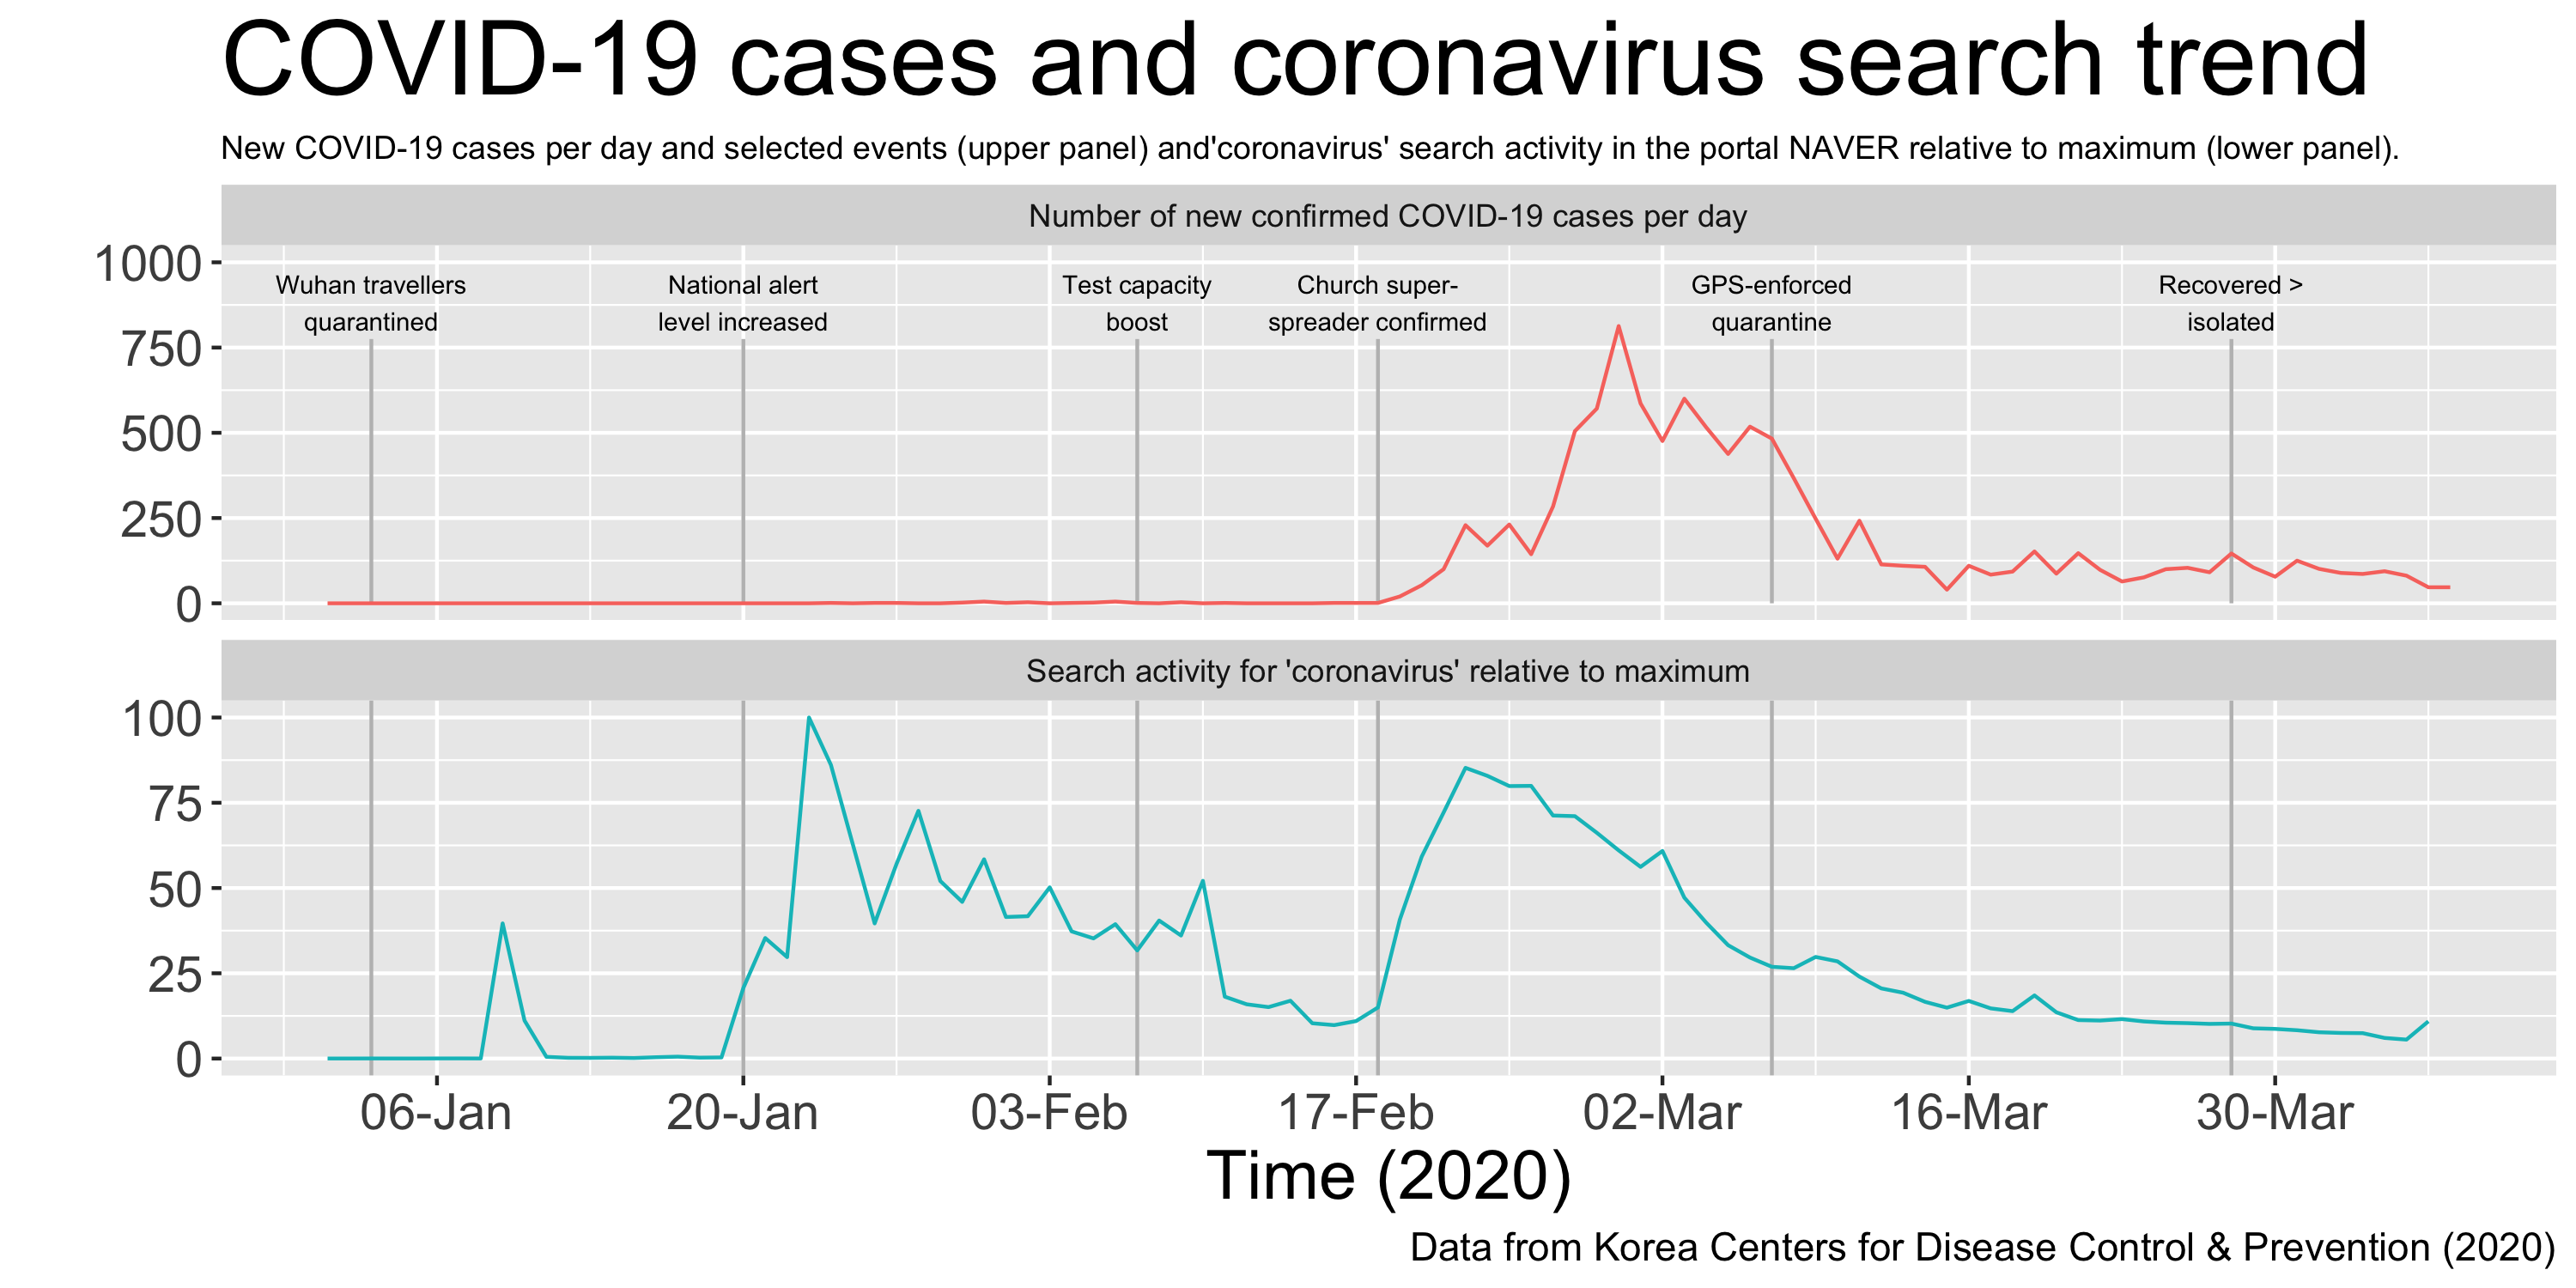 COVID-19 cases and coronavirus search trend
New COVID-19 cases per day and selected events (upper panel) and'coronavirus' search activity in the portal NAVER relative to maximum (lower panel).
Number of new confirmed COVID-19 cases per day
1000
750
500
250
0
Wuhan travellers
quarantined
National alert
level increased
Test capacity
boost
Church super-
spreader confirmed
GPS-enforced
quarantine
Recovered >
isolated
Search activity for 'coronavirus' relative to maximum
100
75
50
25
0
06-Jan
20-Jan
03-Feb
17-Feb
02-Mar
16-Mar
30-Mar
Time (2020)
Data from Korea Centers for Disease Control & Prevention (2020)